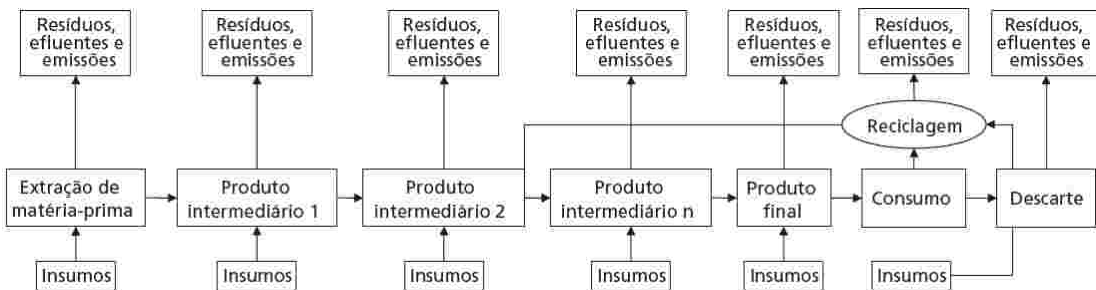 Resíduos,
efluentes e
emissões
Resíduos,
efluentes e
emissões
Resíduos,
efluentes e
emissões
Resíduos,
efluentes e
emissões
Resíduos,
efluentes e
emissões
Resíduos,
efluentes e
emissões
Resíduos,
efluentes e
emissões
Reciclagem
Extração de
matéria-prima
Produto
intermediário 1
Produto
intermediário 2
Produto
intermediário n
Produto
final
Consumo
Descarte
Insumos
Insumos
Insumos
Insumos
Insumos
Insumos